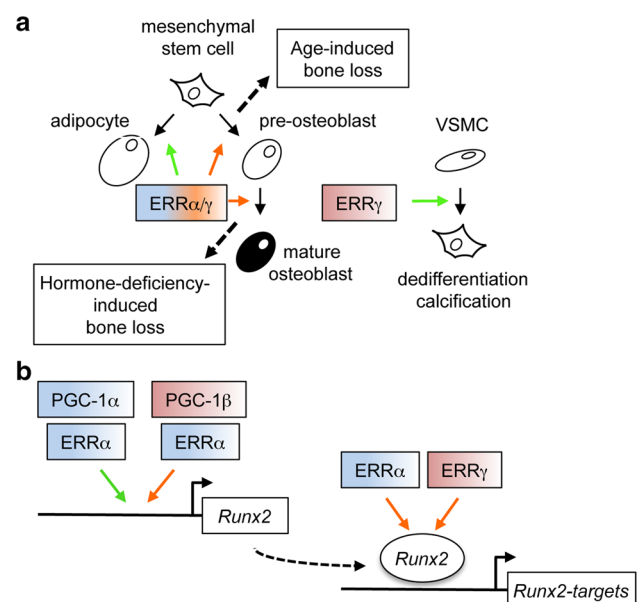 a
mesenchymal
stem cell
Age-induced
bone loss
adipocyte
pre-osteoblast
VSMC
ERRα/γ
ERRγ
mature
osteoblast
dedifferentiation
calcification
Hormone-deficiency-
induced
bone loss
b
PGC-1α
PGC-1β
ERRα
ERRα
Runx2
ERRα
ERRγ
Runx2
Runx2-targets